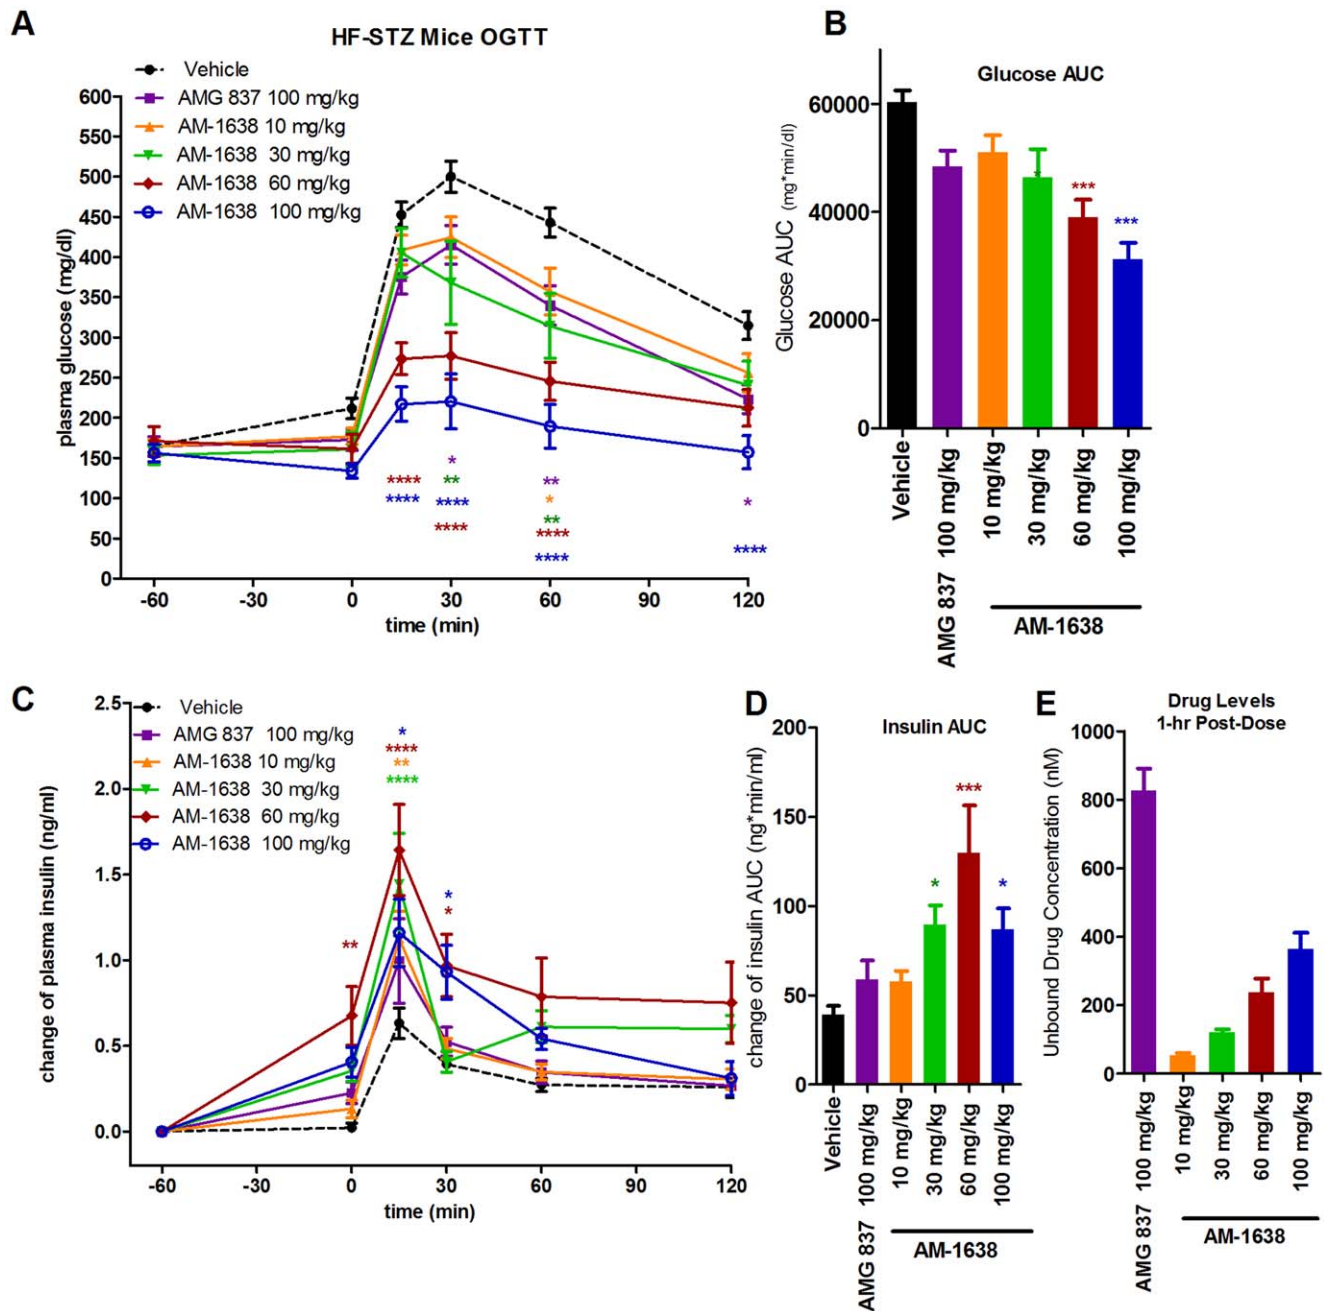 A
HF-STZ Mice OGTT
Vehicle
AMG 837 100 mg/kg
AM-1638 10 mg/kg
AM-1638 30 mg/kg
AM-1638 60 mg/kg
AM-1638 100 mg/kg
plasma glucose (mg/dl)
600
550
500
450
400
350
300
250
200
150
100
50
0
*
**** ** **
**** **** * *
**** **
****
**** ****
-60 -30 0 30 60 90 120
time (min)
B
Glucose AUC
Glucose AUC (mg*min/dl)
60000
40000
20000
0
*
***
***
Vehicle
100 mg/kg
10 mg/kg
30 mg/kg
60 mg/kg
100 mg/kg
AMG 837
AM-1638
C
Vehicle
AMG 837 100 mg/kg
AM-1638 10 mg/kg
AM-1638 30 mg/kg
AM-1638 60 mg/kg
AM-1638 100 mg/kg
change of plasma insulin (ng/ml)
2.5
2.0
1.5
1.0
0.5
0.0
*
****
**
****
*
*
**
-60 -30 0 30 60 90 120
time (min)
D
Insulin AUC
change of insulin AUC (ng*min/ml)
200
150
100
50
0
*
***
*
Vehicle
100 mg/kg
10 mg/kg
30 mg/kg
60 mg/kg
100 mg/kg
AMG 837
AM-1638
E
Drug Levels
1-hr Post-Dose
Unbound Drug Concentration (nM)
1000
800
600
400
200
0
100 mg/kg
10 mg/kg
30 mg/kg
60 mg/kg
100 mg/kg
AMG 837
AM-1638